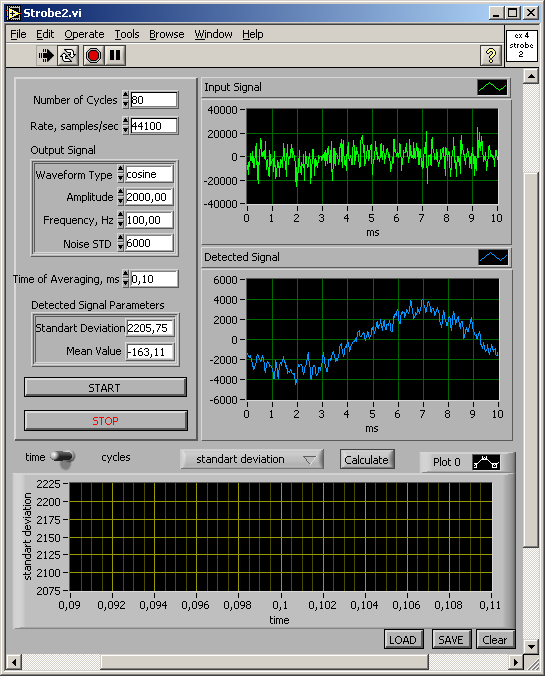 Strobe2.vi
File Edit Operate Tools Browse Window Help
? ex 4
strobe
2
Number of Cycles 80
Rate, samples/sec 44100
Output Signal
Waveform Type cosine
Amplitude 2000,00
Frequency, Hz 100,00
Noise STD 6000
Time of Averaging, ms 0,10
Detected Signal Parameters
Standart Deviation 2205,75
Mean Value -163,11
START
STOP
Input Signal
40000
20000
0
-20000
-40000
0 1 2 3 4 5 6 7 8 9 10
ms
Detected Signal
6000
4000
2000
0
-2000
-4000
-6000
0 1 2 3 4 5 6 7 8 9 10
ms
time cycles standart deviation Calculate Plot 0
standart deviation
2225
2200
2175
2150
2125
2100
2075
0,09 0,092 0,094 0,096 0,098 0,1 0,102 0,104 0,106 0,108 0,11
time
LOAD SAVE Clear